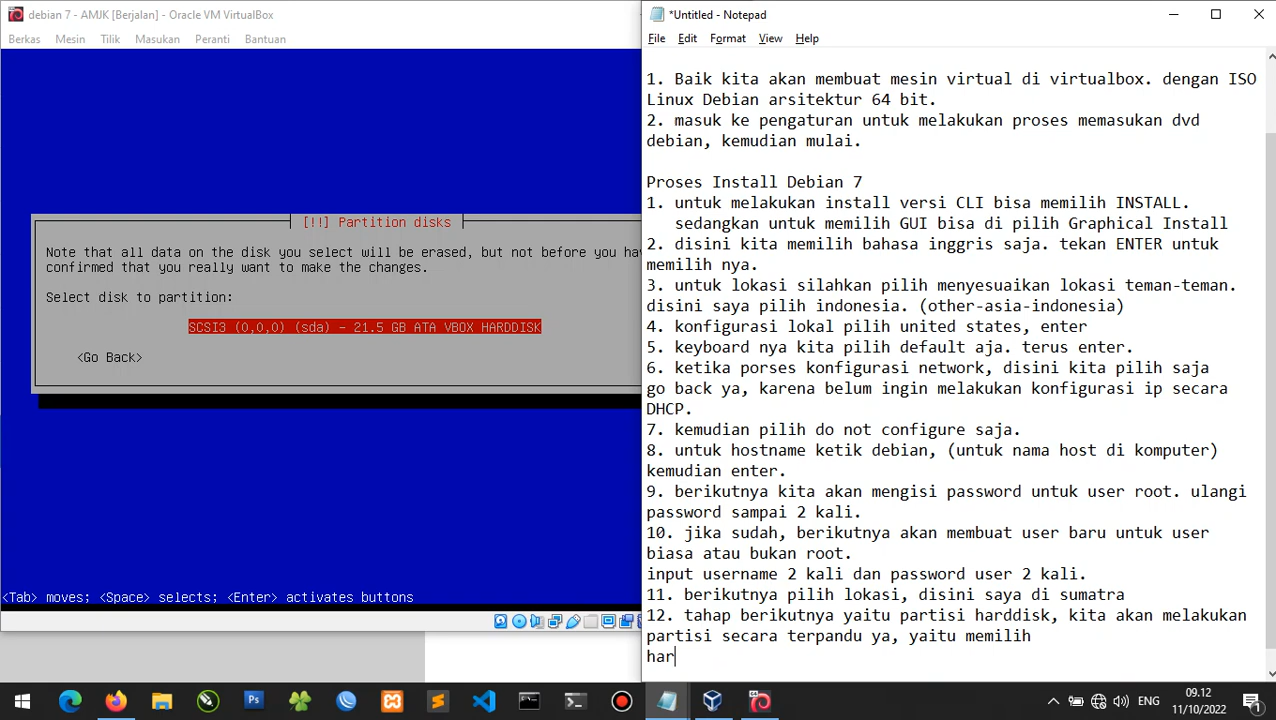 debian 7 - AMJK [Berjalan] - Oracle VM VirtualBox
Berkas Mesin Tilik Masukan Peranti Bantuan
[!!] Partition disks
Note that all data on the disk you select will be erased, but not before you ha
confirmed that you really want to make the changes.
Select disk to partition:
SCSI3 (0,0,0) (sda) - 21.5 GB ATA VBOX HARDDISK
<Go Back>
<Tab> moves; <Space> selects; <Enter> activates buttons
*Untitled - Notepad
File Edit Format View Help
1. Baik kita akan membuat mesin virtual di virtualbox. dengan ISO
Linux Debian arsitektur 64 bit.
2. masuk ke pengaturan untuk melakukan proses memasukan dvd
debian, kemudian mulai.
Proses Install Debian 7
1. untuk melakukan install versi CLI bisa memilih INSTALL.
sedangkan untuk memilih GUI bisa di pilih Graphical Install
2. disini kita memilih bahasa inggris saja. tekan ENTER untuk
memilih nya.
3. untuk lokasi silahkan pilih menyesuaikan lokasi teman-teman.
disini saya pilih indonesia. (other-asia-indonesia)
4. konfigurasi lokal pilih united states, enter
5. keyboard nya kita pilih default aja. terus enter.
6. ketika porses konfigurasi network, disini kita pilih saja
go back ya, karena belum ingin melakukan konfigurasi ip secara
DHCP.
7. kemudian pilih do not configure saja.
8. untuk hostname ketik debian, (untuk nama host di komputer)
kemudian enter.
9. berikutnya kita akan mengisi password untuk user root. ulangi
password sampai 2 kali.
10. jika sudah, berikutnya akan membuat user baru untuk user
biasa atau bukan root.
input username 2 kali dan password user 2 kali.
11. berikutnya pilih lokasi, disini saya di sumatra
12. tahap berikutnya yaitu partisi harddisk, kita akan melakukan
partisi secara terpandu ya, yaitu memilih
har
Ps
ENG
09.12
11/10/2022
1